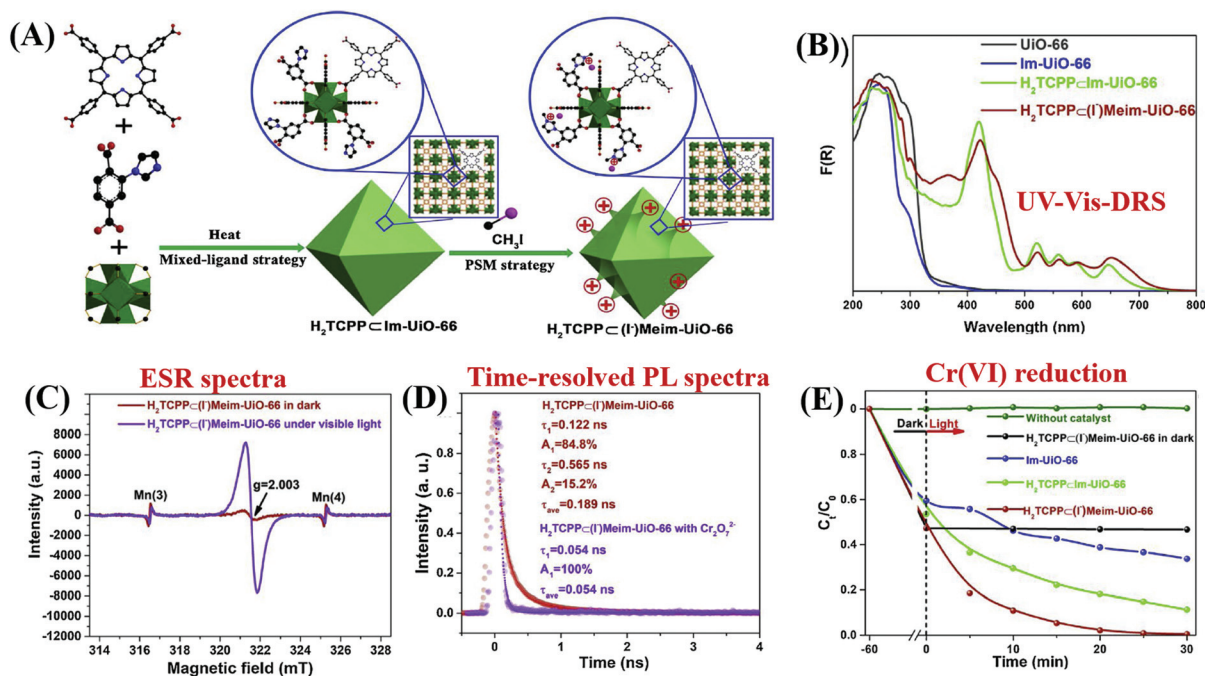 (A)
Heat
Mixed-ligand strategy
CH₃I
PSM strategy
H₂TCPP⊂Im-UiO-66
H₂TCPP⊂(I⁻)Meim-UiO-66
(B)
UiO-66
Im-UiO-66
H₂TCPP⊂Im-UiO-66
H₂TCPP⊂(I⁻)Meim-UiO-66
UV-Vis-DRS
F(R)
200 300 400 500 600 700 800
Wavelength (nm)
(C)
ESR spectra
H₂TCPP⊂(I⁻)Meim-UiO-66 in dark
H₂TCPP⊂(I⁻)Meim-UiO-66 under visible light
Mn(3)
g=2.003
Mn(4)
Intensity (a.u.)
8000
6000
4000
2000
0
-2000
-4000
-6000
-8000
-10000
-12000
314 316 318 320 322 324 326 328
Magnetic field (mT)
(D)
Time-resolved PL spectra
H₂TCPP⊂(I⁻)Meim-UiO-66
τ₁=0.122 ns
A₁=84.8%
τ₂=0.565 ns
A₂=15.2%
τave=0.189 ns
H₂TCPP⊂(I⁻)Meim-UiO-66 with Cr₂O₇²⁻
τ₁=0.054 ns
A₁=100%
τave=0.054 ns
Intensity (a. u.)
0.0
0.2
0.4
0.6
0.8
1.0
0 1 2 3 4
Time (ns)
(E)
Cr(VI) reduction
Without catalyst
H₂TCPP⊂(I⁻)Meim-UiO-66 in dark
Im-UiO-66
H₂TCPP⊂Im-UiO-66
H₂TCPP⊂(I⁻)Meim-UiO-66
Dark Light
Cₜ/C₀
0
0.8
0.6
0.4
0.2
0.0
-60 0 10 20 30
Time (min)